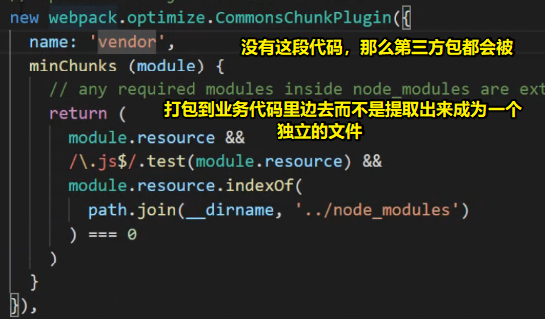 new webpack.optimize.CommonsChunkPlugin({
name: 'vendor',
没有这段代码，那么第三方包都会被
minChunks (module) {
// any required modules inside node_modules are ext
return (
打包到业务代码里边去而不是提取出来成为一个
独立的文件
module.resource &&
/\.js$/.test(module.resource) &&
module.resource.indexOf(
path.join(__dirname, '../node_modules')
) === 0
)
}
}),